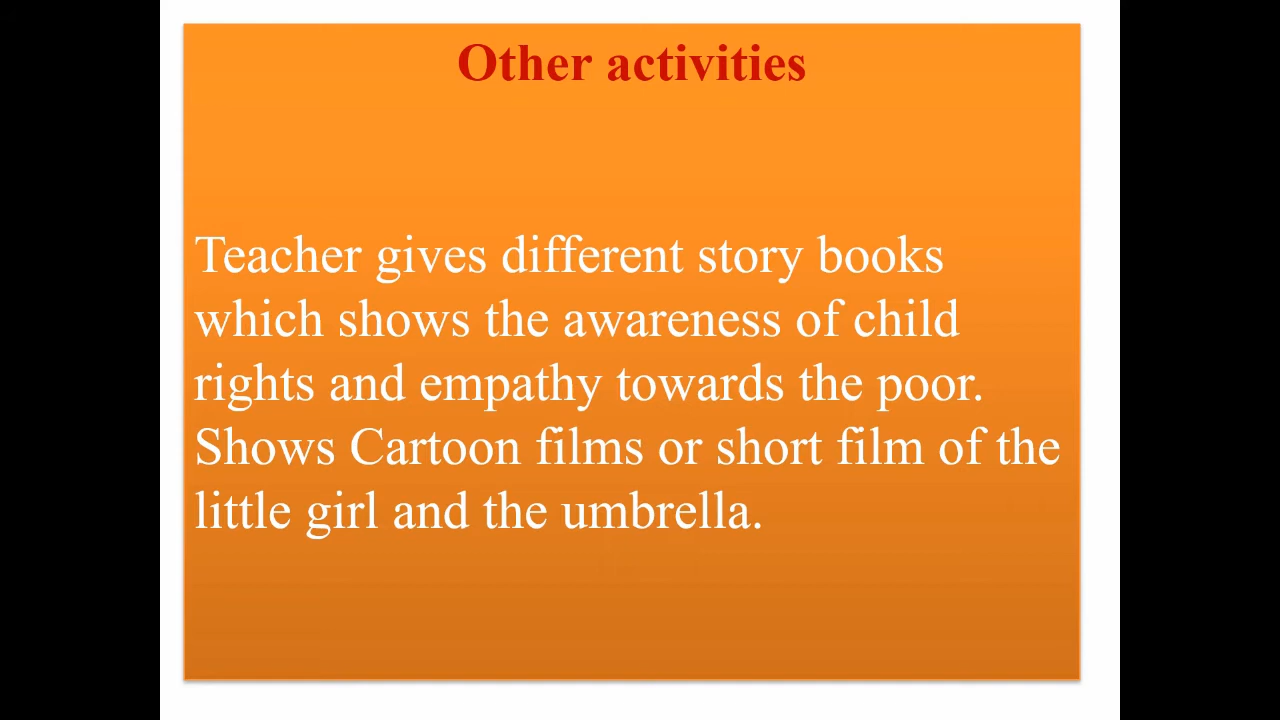 Other activities
Teacher gives different story books
which shows the awareness of child
rights and empathy towards the poor.
Shows Cartoon films or short film of the
little girl and the umbrella.